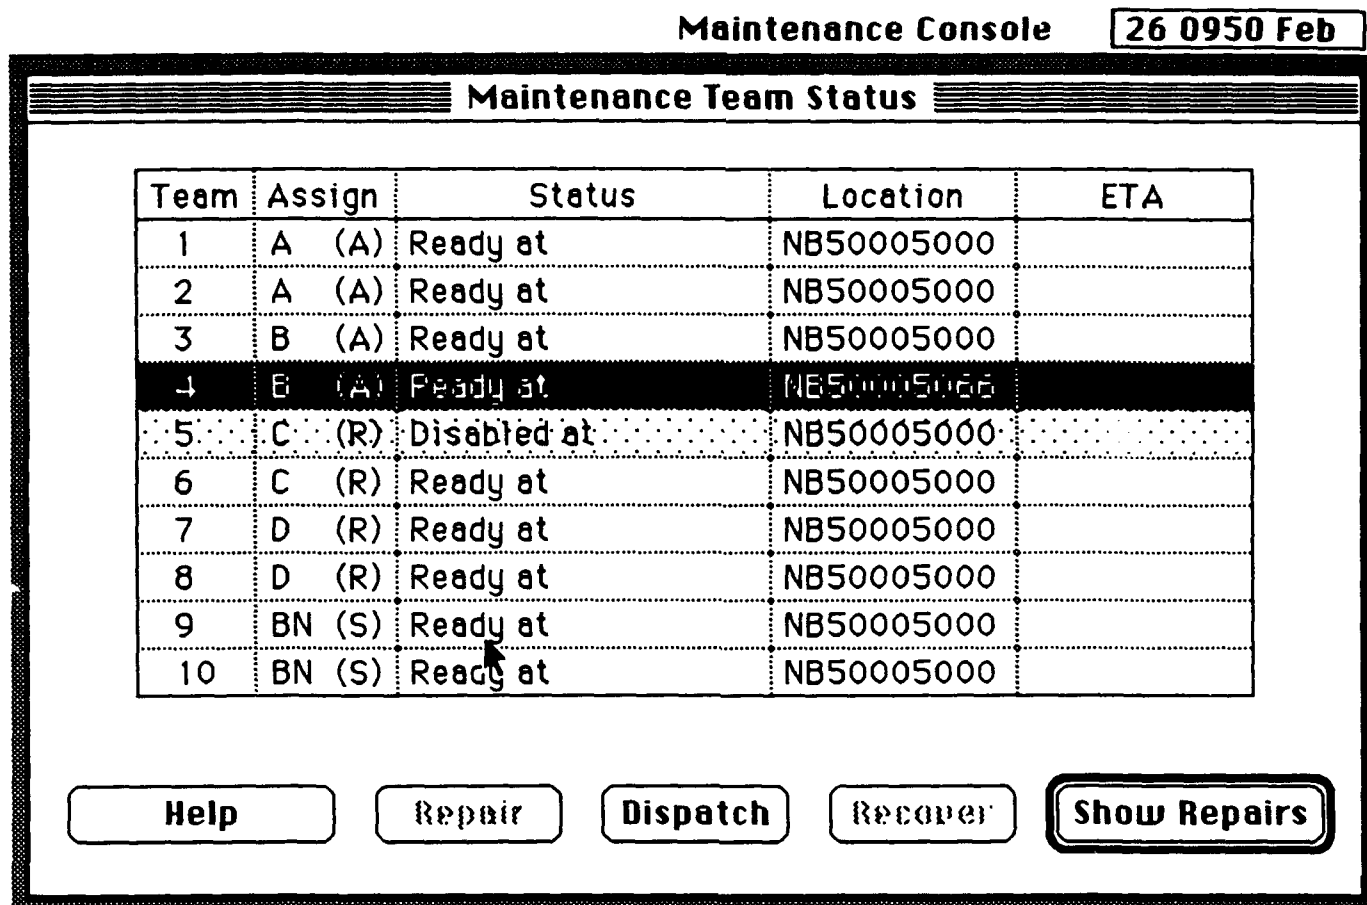 Maintenance Console 26 0950 Feb
Maintenance Team Status
Team Assign Status Location ETA
1 A (A) Ready at NB50005000
2 A (A) Ready at NB50005000
3 B (A) Ready at NB50005000
4 B (A) Ready at
5 C (R) Disabled at NB50005000
6 C (R) Ready at NB50005000
7 D (R) Ready at NB50005000
8 D (R) Ready at NB50005000
9 BN (S) Ready at NB50005000
10 BN (S) Ready at NB50005000
Help Repair Dispatch Recover Show Repairs